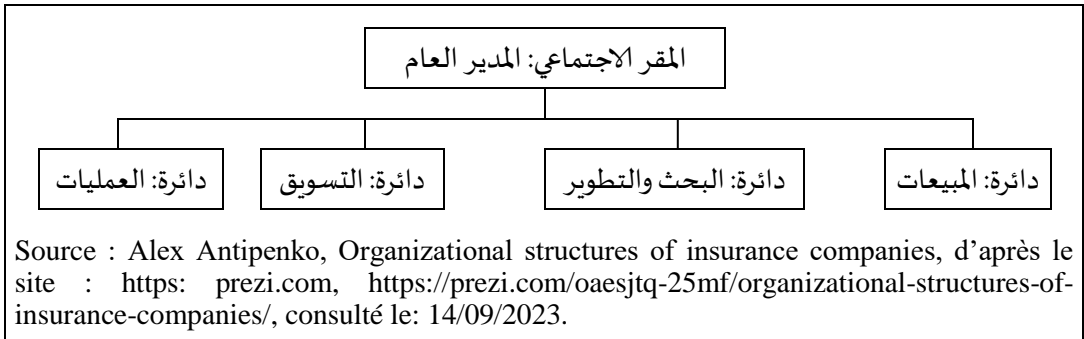 المقر الاجتماعي: المدير العام
دائرة: المبيعات
دائرة: البحث والتطوير
دائرة: التسويق
دائرة: العمليات
Source : Alex Antipenko, Organizational structures of insurance companies, d’après le
site : https: prezi.com, https://prezi.com/oaesjtq-25mf/organizational-structures-of-
insurance-companies/, consulté le: 14/09/2023.